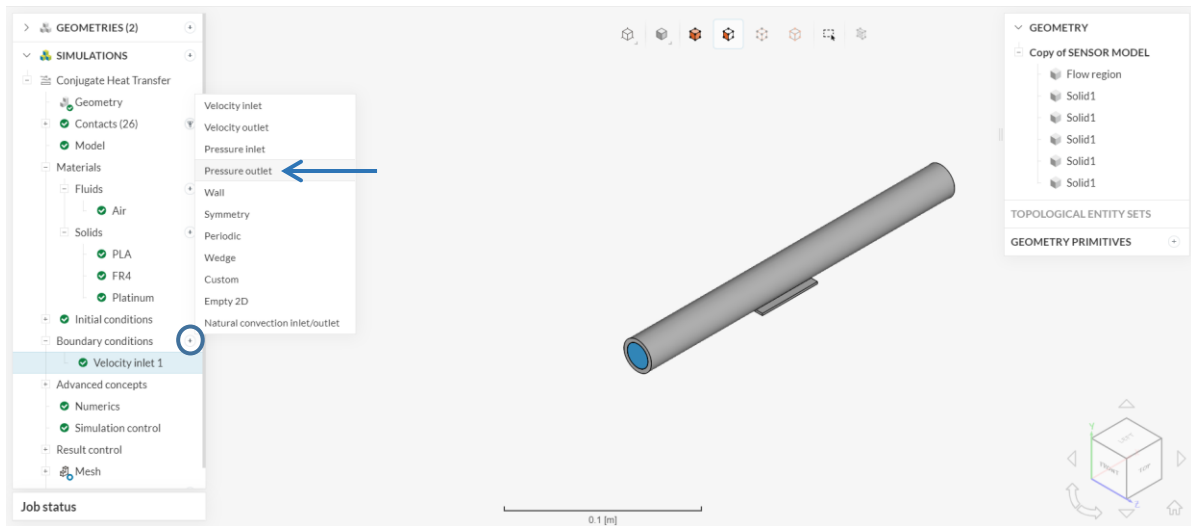 GEOMETRIES (2)
SIMULATIONS
Conjugate Heat Transfer
Geometry
Contacts (26)
Model
Materials
Fluids
Air
Solids
PLA
FR4
Platinum
Initial conditions
Boundary conditions
Velocity inlet 1
Advanced concepts
Numerics
Simulation control
Result control
Mesh
Job status
Velocity inlet
Velocity outlet
Pressure inlet
Pressure outlet
Wall
Symmetry
Periodic
Wedge
Custom
Empty 2D
Natural convection inlet/outlet
0.1 [m]
GEOMETRY
Copy of SENSOR MODEL
Flow region
Solid1
Solid1
Solid1
Solid1
Solid1
TOPOLOGICAL ENTITY SETS
GEOMETRY PRIMITIVES
Y
LEFT
FRONT
TOP
Z